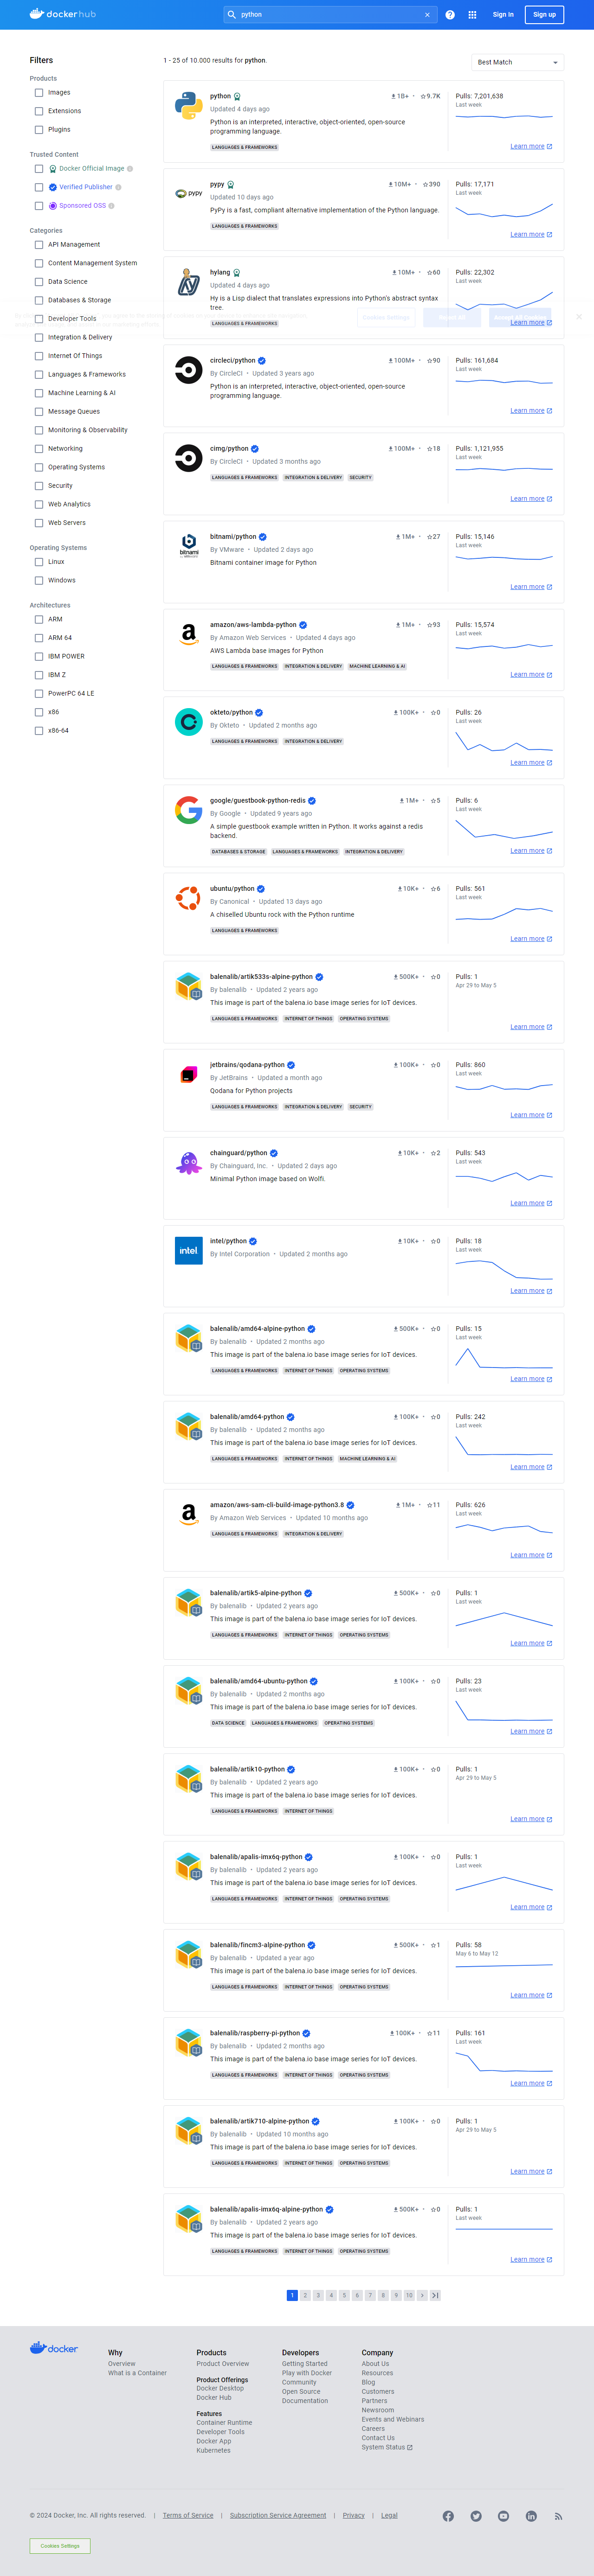 docker hub
python
Sign In
Sign up
Filters
Products
Images
Extensions
Plugins
Trusted Content
Docker Official Image
Verified Publisher
Sponsored OSS
Categories
API Management
Content Management System
Data Science
Databases & Storage
Developer Tools
Integration & Delivery
Internet Of Things
Languages & Frameworks
Machine Learning & AI
Message Queues
Monitoring & Observability
Networking
Operating Systems
Security
Web Analytics
Web Servers
Operating Systems
Linux
Windows
Architectures
ARM
ARM 64
IBM POWER
IBM Z
PowerPC 64 LE
x86
x86-64
1 - 25 of 10.000 results for python.
Best Match
python
1B+ • 9.7K
Updated 4 days ago
Python is an interpreted, interactive, object-oriented, open-source programming language.
LANGUAGES & FRAMEWORKS
Pulls: 7,201,638
Last week
Learn more
pypy
10M+ • 390
Updated 10 days ago
PyPy is a fast, compliant alternative implementation of the Python language.
LANGUAGES & FRAMEWORKS
Pulls: 17,171
Last week
Learn more
hylang
10M+ • 60
Updated 4 days ago
Hy is a Lisp dialect that translates expressions into Python's abstract syntax tree.
LANGUAGES & FRAMEWORKS
Pulls: 22,302
Last week
Learn more
circleci/python
100M+ • 90
By CircleCI • Updated 3 years ago
Python is an interpreted, interactive, object-oriented, open-source programming language.
Pulls: 161,684
Last week
Learn more
cimg/python
100M+ • 18
By CircleCI • Updated 3 months ago
LANGUAGES & FRAMEWORKS INTEGRATION & DELIVERY SECURITY
Pulls: 1,121,955
Last week
Learn more
bitnami/python
1M+ • 27
By VMware • Updated 2 days ago
Bitnami container image for Python
Pulls: 15,146
Last week
Learn more
amazon/aws-lambda-python
1M+ • 93
By Amazon Web Services • Updated 4 days ago
AWS Lambda base images for Python
LANGUAGES & FRAMEWORKS INTEGRATION & DELIVERY MACHINE LEARNING & AI
Pulls: 15,574
Last week
Learn more
okteto/python
100K+ • 0
By Okteto • Updated 2 months ago
LANGUAGES & FRAMEWORKS INTEGRATION & DELIVERY
Pulls: 26
Last week
Learn more
google/guestbook-python-redis
1M+ • 5
By Google • Updated 9 years ago
A simple guestbook example written in Python. It works against a redis backend.
DATABASES & STORAGE LANGUAGES & FRAMEWORKS INTEGRATION & DELIVERY
Pulls: 6
Last week
Learn more
ubuntu/python
10K+ • 6
By Canonical • Updated 13 days ago
A chiselled Ubuntu rock with the Python runtime
LANGUAGES & FRAMEWORKS
Pulls: 561
Last week
Learn more
balenalib/artik533s-alpine-python
500K+ • 0
By balenalib • Updated 2 years ago
This image is part of the balena.io base image series for IoT devices.
LANGUAGES & FRAMEWORKS INTERNET OF THINGS OPERATING SYSTEMS
Pulls: 1
Apr 29 to May 5
Learn more
jetbrains/qodana-python
100K+ • 0
By JetBrains • Updated a month ago
Qodana for Python projects
LANGUAGES & FRAMEWORKS INTEGRATION & DELIVERY SECURITY
Pulls: 860
Last week
Learn more
chainguard/python
10K+ • 2
By Chainguard, Inc. • Updated 2 days ago
Minimal Python image based on Wolfi.
Pulls: 543
Last week
Learn more
intel/python
10K+ • 0
By Intel Corporation • Updated 2 months ago
Pulls: 18
Last week
Learn more
balenalib/amd64-alpine-python
500K+ • 0
By balenalib • Updated 2 months ago
This image is part of the balena.io base image series for IoT devices.
LANGUAGES & FRAMEWORKS INTERNET OF THINGS OPERATING SYSTEMS
Pulls: 15
Last week
Learn more
balenalib/amd64-python
100K+ • 0
By balenalib • Updated 2 months ago
This image is part of the balena.io base image series for IoT devices.
LANGUAGES & FRAMEWORKS INTERNET OF THINGS MACHINE LEARNING & AI
Pulls: 242
Last week
Learn more
amazon/aws-sam-cli-build-image-python3.8
1M+ • 11
By Amazon Web Services • Updated 10 months ago
LANGUAGES & FRAMEWORKS INTEGRATION & DELIVERY
Pulls: 626
Last week
Learn more
balenalib/artik5-alpine-python
500K+ • 0
By balenalib • Updated 2 years ago
This image is part of the balena.io base image series for IoT devices.
LANGUAGES & FRAMEWORKS INTERNET OF THINGS OPERATING SYSTEMS
Pulls: 1
Last week
Learn more
balenalib/amd64-ubuntu-python
100K+ • 0
By balenalib • Updated 2 months ago
This image is part of the balena.io base image series for IoT devices.
DATA SCIENCE LANGUAGES & FRAMEWORKS OPERATING SYSTEMS
Pulls: 23
Last week
Learn more
balenalib/artik10-python
100K+ • 0
By balenalib • Updated 2 years ago
This image is part of the balena.io base image series for IoT devices.
LANGUAGES & FRAMEWORKS INTERNET OF THINGS
Pulls: 1
Apr 29 to May 5
Learn more
balenalib/apalis-imx6q-python
100K+ • 0
By balenalib • Updated 2 years ago
This image is part of the balena.io base image series for IoT devices.
LANGUAGES & FRAMEWORKS INTERNET OF THINGS OPERATING SYSTEMS
Pulls: 1
Last week
Learn more
balenalib/fincm3-alpine-python
500K+ • 1
By balenalib • Updated a year ago
This image is part of the balena.io base image series for IoT devices.
LANGUAGES & FRAMEWORKS INTERNET OF THINGS OPERATING SYSTEMS
Pulls: 58
May 6 to May 12
Learn more
balenalib/raspberry-pi-python
100K+ • 11
By balenalib • Updated 2 months ago
This image is part of the balena.io base image series for IoT devices.
LANGUAGES & FRAMEWORKS INTERNET OF THINGS OPERATING SYSTEMS
Pulls: 161
Last week
Learn more
balenalib/artik710-alpine-python
100K+ • 0
By balenalib • Updated 10 months ago
This image is part of the balena.io base image series for IoT devices.
LANGUAGES & FRAMEWORKS INTERNET OF THINGS OPERATING SYSTEMS
Pulls: 1
Apr 29 to May 5
Learn more
balenalib/apalis-imx6q-alpine-python
500K+ • 0
By balenalib • Updated 2 years ago
This image is part of the balena.io base image series for IoT devices.
LANGUAGES & FRAMEWORKS INTERNET OF THINGS OPERATING SYSTEMS
Pulls: 1
Last week
Learn more
1 2 3 4 5 6 7 8 9 10
docker
Why
Overview
What is a Container
Products
Product Overview
Product Offerings
Docker Desktop
Docker Hub
Features
Container Runtime
Developer Tools
Docker App
Kubernetes
Developers
Getting Started
Play with Docker
Community
Open Source
Documentation
Company
About Us
Resources
Blog
Customers
Partners
Newsroom
Events and Webinars
Careers
Contact Us
System Status
© 2024 Docker, Inc. All rights reserved. | Terms of Service | Subscription Service Agreement | Privacy | Legal
Cookies Settings